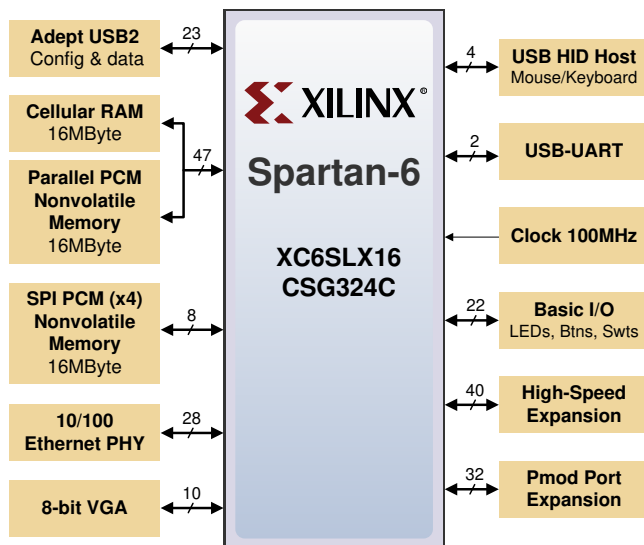 Adept USB2
Config & data
23
Cellular RAM
16MByte
47
Parallel PCM
Nonvolatile
Memory
16MByte
SPI PCM (x4)
Nonvolatile
Memory
16MByte
8
10/100
Ethernet PHY
28
8-bit VGA
10
XILINX®
Spartan-6
XC6SLX16
CSG324C
4
USB HID Host
Mouse/Keyboard
2
USB-UART
Clock 100MHz
22
Basic I/O
LEDs, Btns, Swts
40
High-Speed
Expansion
32
Pmod Port
Expansion